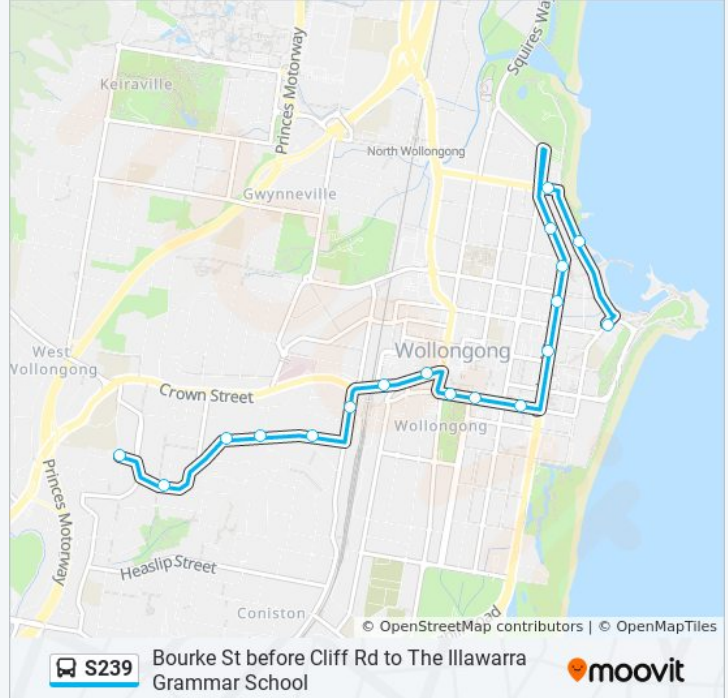 Squires Wa
Princes Motorway
Keiraville
North Wollongong
Gwynneville
West
Wollongong
Wollongong
Crown Street
Wollongong
Princes Motorway
Heaslip Street
Coniston
© OpenStreetMap contributors | © OpenMapTiles
S239
Bourke St before Cliff Rd to The Illawarra
Grammar School
moovit